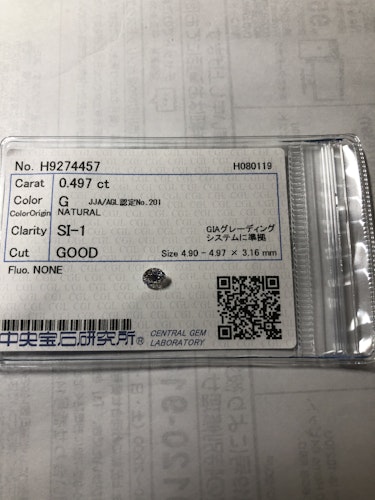 No. H9274457 H080119
Carat 0.497 ct
Color G JJA/AGL認定No.201
ColorOrigin NATURAL
Clarity SI-1 GIAグレーディング
システムに準拠
Cut GOOD Size 4.90 - 4.97 × 3.16 mm
Fluo. NONE
中央宝石研究所® CENTRAL GEM
LABORATORY